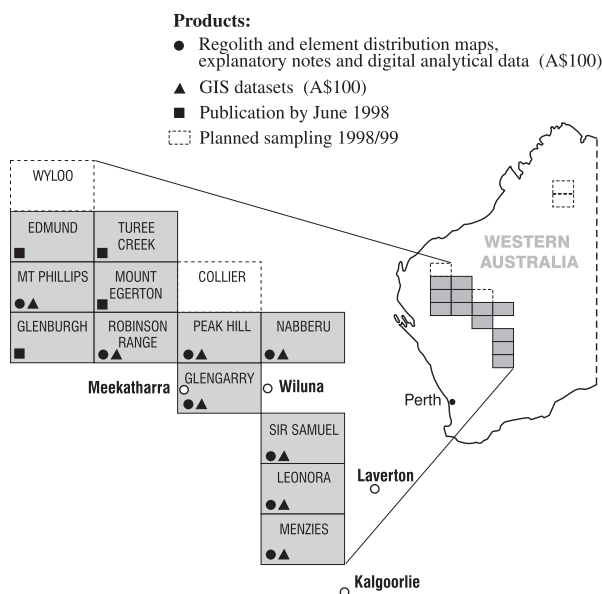 Products:
Regolith and element distribution maps,
explanatory notes and digital analytical data (A$100)
GIS datasets (A$100)
Publication by June 1998
Planned sampling 1998/99
WYLOO
EDMUND
TUREE
CREEK
MT PHILLIPS
MOUNT
EGERTON
COLLIER
GLENBURGH
ROBINSON
RANGE
PEAK HILL
NABBERU
Meekatharra
GLENGARRY
Wiluna
SIR SAMUEL
LEONORA
Laverton
MENZIES
Kalgoorlie
WESTERN
AUSTRALIA
Perth